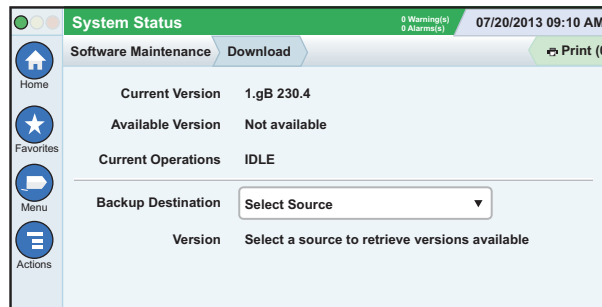 System Status
0 Warning(s)
0 Alarms(s)
07/20/2013 09:10 AM
Software Maintenance
Download
Print (
Home
Current Version 1.gB 230.4
Available Version Not available
Favorites
Current Operations IDLE
Menu
Backup Destination Select Source
Version Select a source to retrieve versions available
Actions